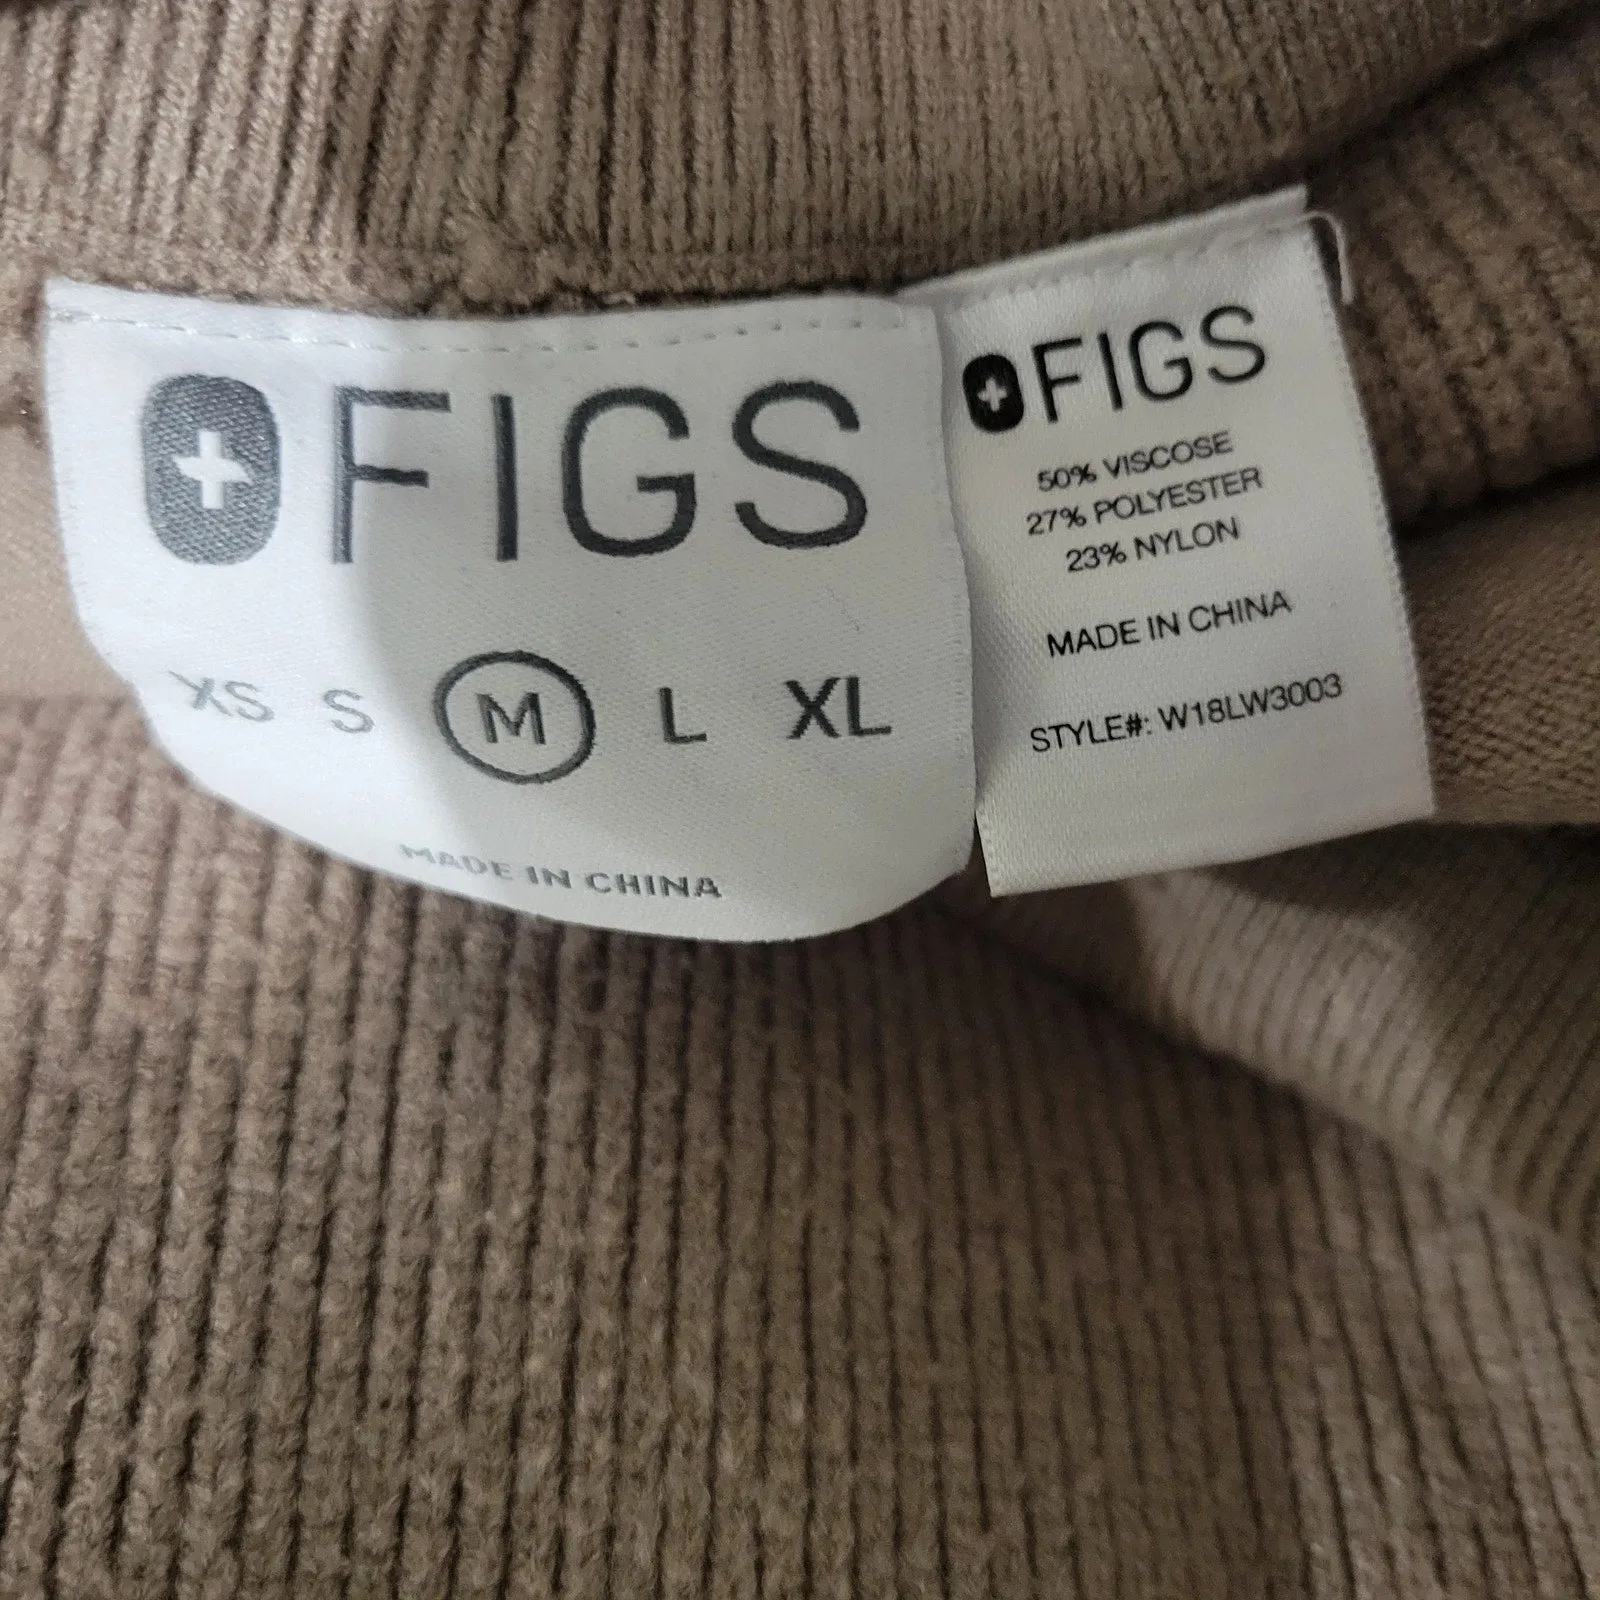 FIGS
XS S M L XL
MADE IN CHINA
FIGS
50% VISCOSE
27% POLYESTER
23% NYLON
MADE IN CHINA
STYLE#: W18LW3003